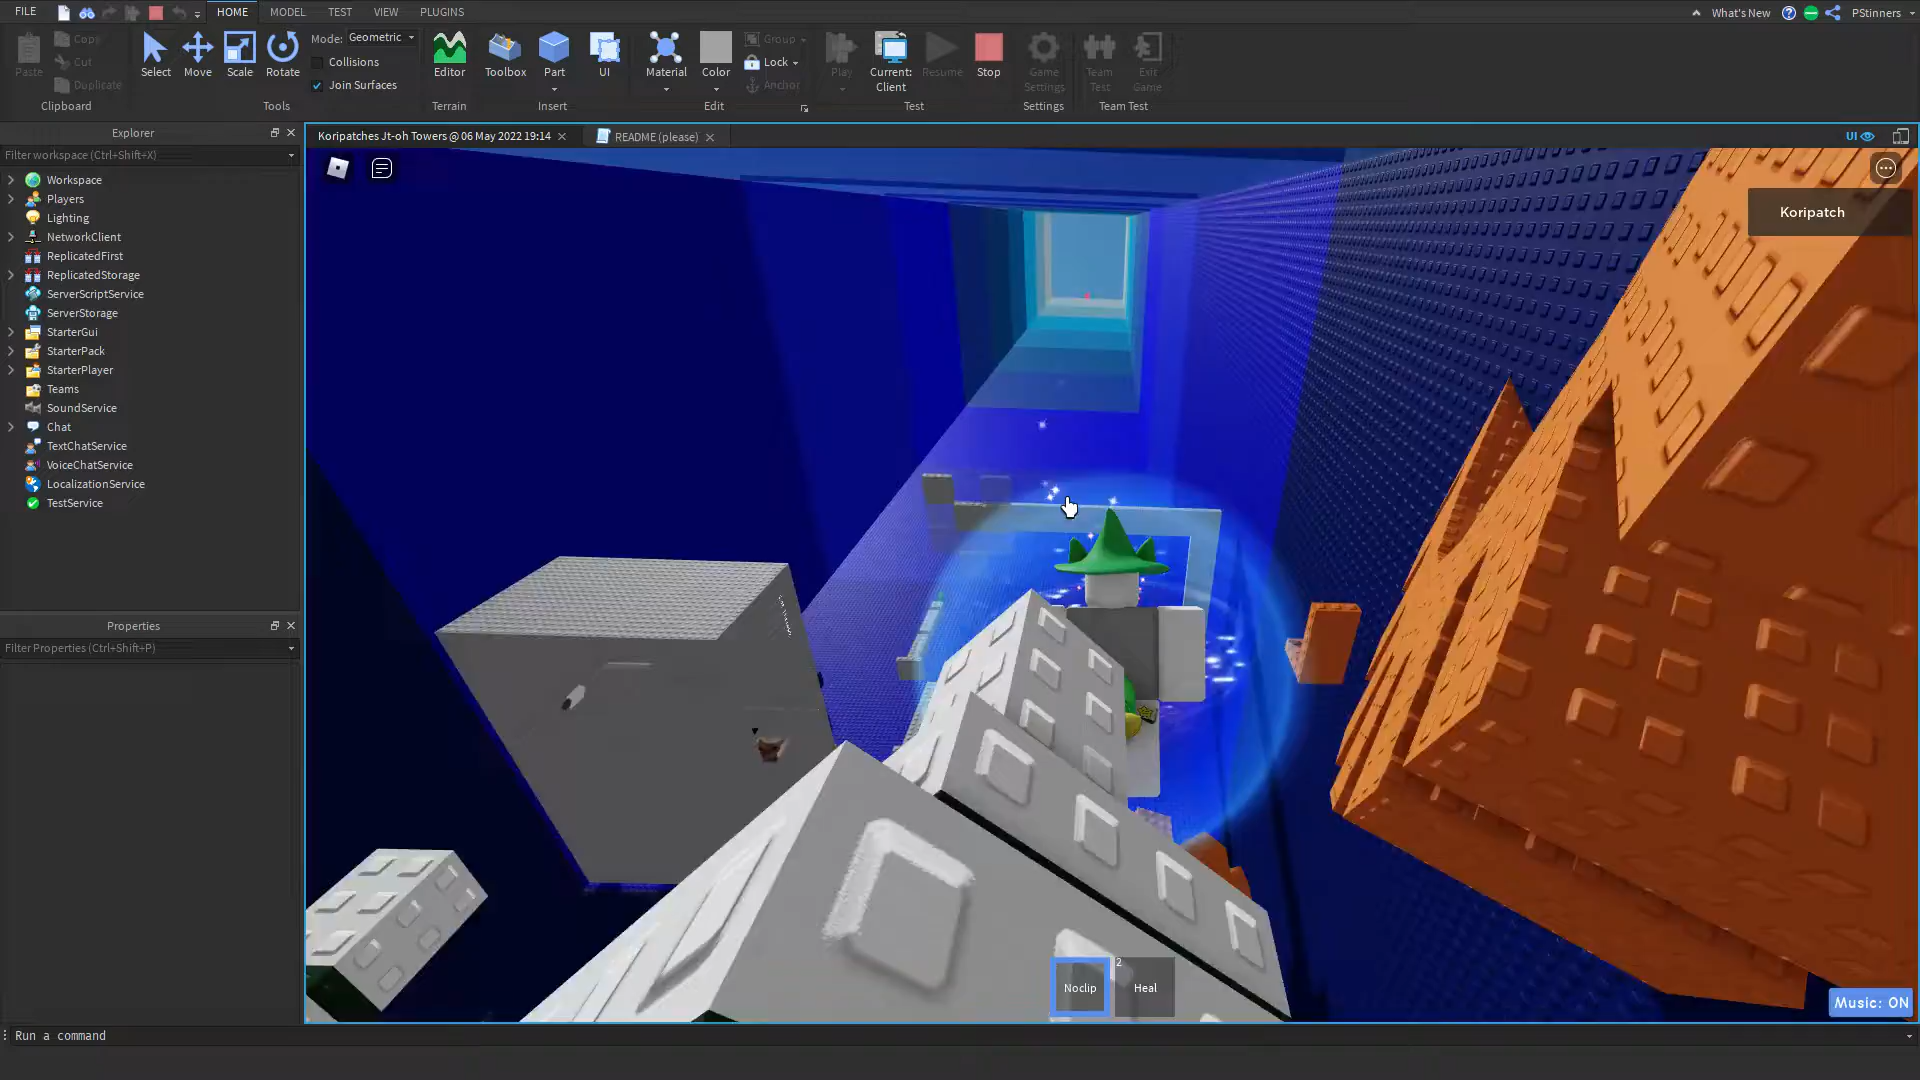 FILE
HOME
MODEL
TEST
VIEW
PLUGINS
What's New
PStinners
Paste
Copy
Cut
Duplicate
Clipboard
Select
Move
Scale
Rotate
Mode: Geometric
Collisions
Join Surfaces
Tools
Editor
Terrain
Toolbox
Part
UI
Insert
Material
Color
Group
Lock
Anchor
Edit
Play
Current:
Client
Resume
Stop
Test
Game
Settings
Settings
Team
Test
Exit
Game
Team Test
Explorer
Filter workspace (Ctrl+Shift+X)
Workspace
Players
Lighting
NetworkClient
ReplicatedFirst
ReplicatedStorage
ServerScriptService
ServerStorage
StarterGui
StarterPack
StarterPlayer
Teams
SoundService
Chat
TextChatService
VoiceChatService
LocalizationService
TestService
Properties
Filter Properties (Ctrl+Shift+P)
Koripatches Jt-oh Towers @ 06 May 2022 19:14
README (please)
UI
Koripatch
Noclip
2
Heal
Music: ON
Run a command